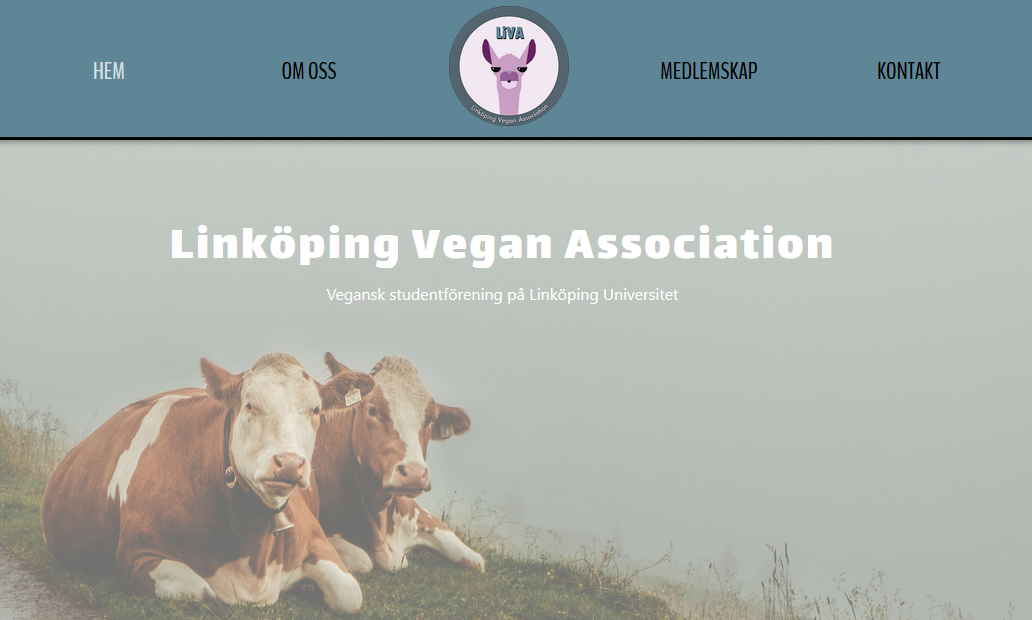 HEM
OM OSS
LiVA
Linköping Vegan Association
MEDLEMSKAP
KONTAKT
Linköping Vegan Association
Vegansk studentförening på Linköping Universitet